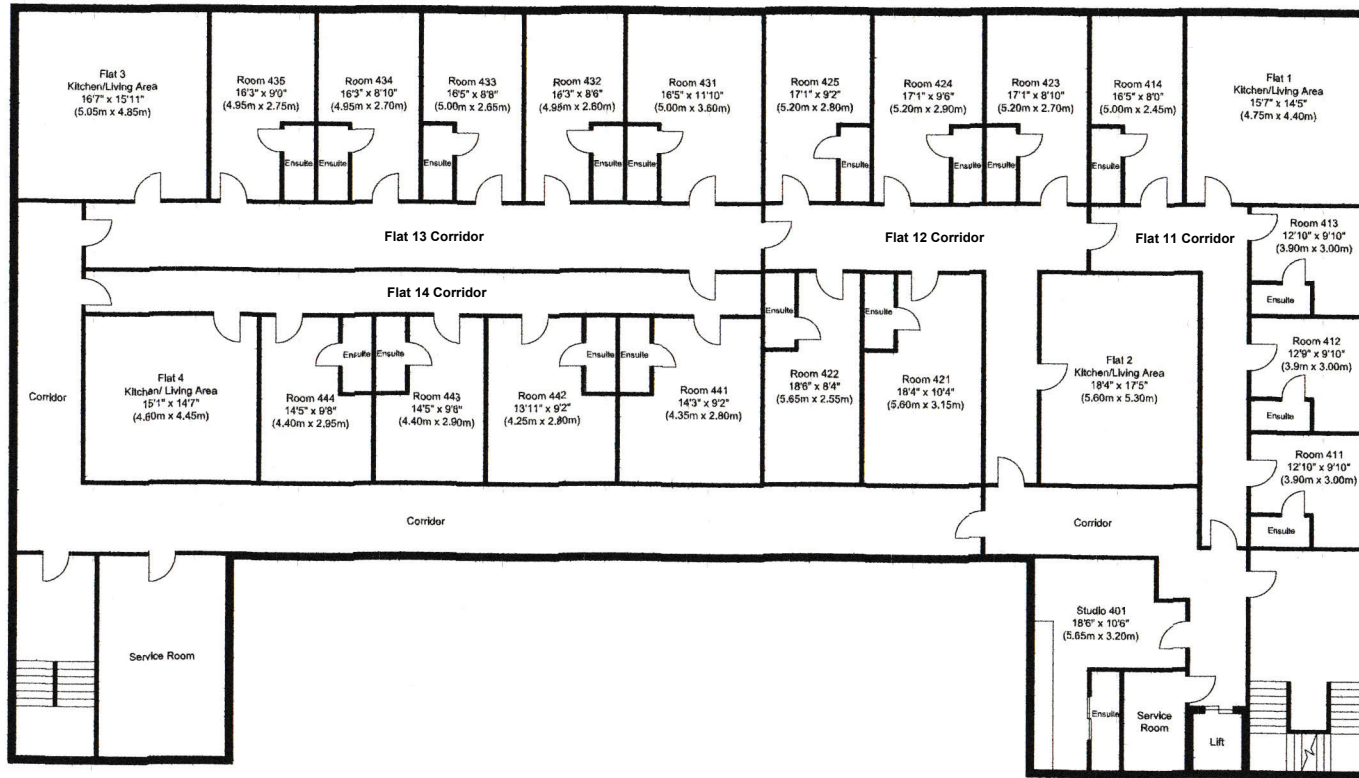 Flat 3
Kitchen/Living Area
16'7" x 15'11"
(5.05m x 4.85m)
Room 435
16'3" x 9'0"
(4.95m x 2.75m)
Ensuite
Room 434
16'3" x 8'10"
(4.95m x 2.70m)
Ensuite
Room 433
16'5" x 8'8"
(5.00m x 2.65m)
Ensuite
Room 432
16'3" x 8'6"
(4.95m x 2.60m)
Ensuite
Room 431
16'5" x 11'10"
(5.00m x 3.60m)
Ensuite
Room 425
17'1" x 9'2"
(5.20m x 2.80m)
Ensuite
Room 424
17'1" x 9'6"
(5.20m x 2.90m)
Ensuite
Room 423
17'1" x 8'10"
(5.20m x 2.70m)
Ensuite
Room 414
16'5" x 8'0"
(5.00m x 2.45m)
Ensuite
Flat 1
Kitchen/Living Area
15'7" x 14'5"
(4.75m x 4.40m)
Flat 13 Corridor
Flat 12 Corridor
Flat 11 Corridor
Room 413
12'10" x 9'10"
(3.90m x 3.00m)
Ensuite
Flat 14 Corridor
Corridor
Flat 4
Kitchen/ Living Area
15'1" x 14'7"
(4.60m x 4.45m)
Room 444
14'5" x 9'8"
(4.40m x 2.95m)
Ensuite
Room 443
14'5" x 9'8"
(4.40m x 2.90m)
Ensuite
Room 442
13'11" x 9'2"
(4.25m x 2.80m)
Ensuite
Room 441
14'3" x 9'2"
(4.35m x 2.80m)
Ensuite
Room 422
18'6" x 8'4"
(5.65m x 2.55m)
Ensuite
Room 421
18'4" x 10'4"
(5.60m x 3.15m)
Ensuite
Flat 2
Kitchen/Living Area
18'4" x 17'5"
(5.60m x 5.30m)
Room 412
12'9" x 9'10"
(3.9m x 3.00m)
Ensuite
Room 411
12'10" x 9'10"
(3.90m x 3.00m)
Ensuite
Corridor
Corridor
Service Room
Studio 401
18'6" x 10'6"
(5.65m x 3.20m)
Ensuite
Service
Room
Lift